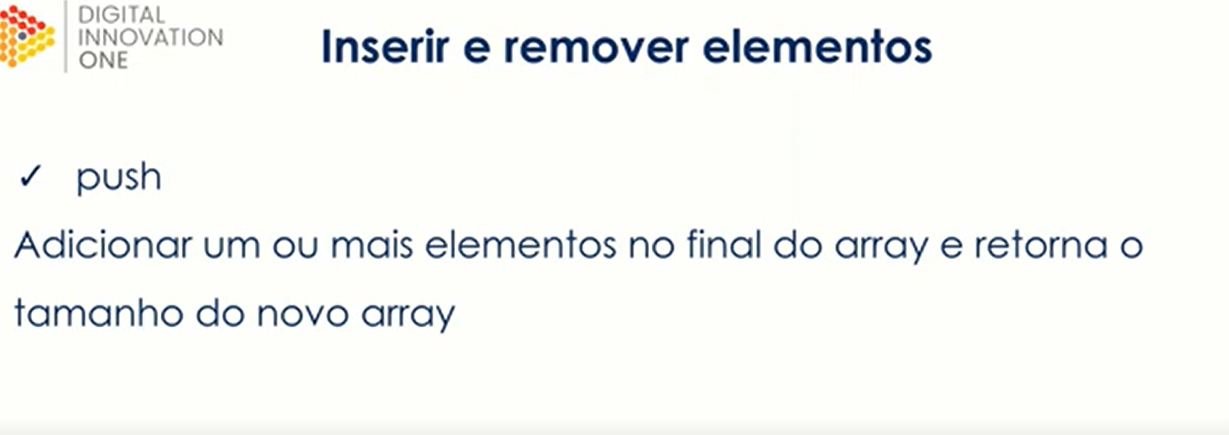 DIGITAL
INNOVATION
ONE
Inserir e remover elementos
✓ push
Adicionar um ou mais elementos no final do array e retorna o
tamanho do novo array